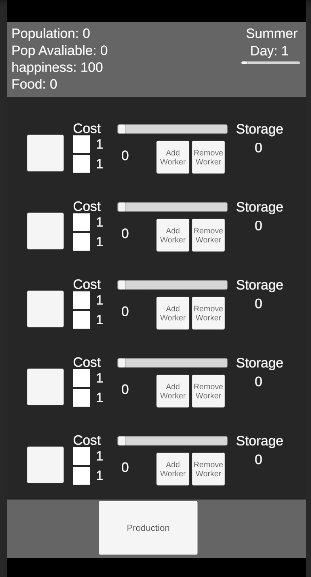 Population: 0
Pop Avaliable: 0
happiness: 100
Food: 0
Summer
Day: 1
Cost
1
1
0
Add Worker
Remove Worker
Storage
0
Cost
1
1
0
Add Worker
Remove Worker
Storage
0
Cost
1
1
0
Add Worker
Remove Worker
Storage
0
Cost
1
1
0
Add Worker
Remove Worker
Storage
0
Cost
1
1
0
Add Worker
Remove Worker
Storage
0
Production